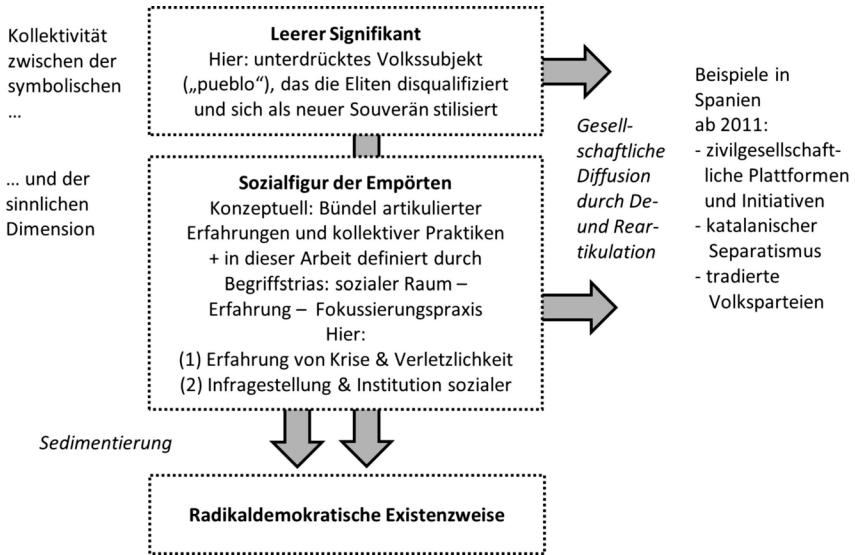 Kollektivität
zwischen der
symbolischen
…
Leerer Signifikant
Hier: unterdrücktes Volkssubjekt
(„pueblo“), das die Eliten disqualifiziert
und sich als neuer Souverän stilisiert
… und der
sinnlichen
Dimension
Sozialfigur der Empörten
Konzeptuell: Bündel artikulierter
Erfahrungen und kollektiver Praktiken
+ in dieser Arbeit definiert durch
Begriffstrias: sozialer Raum –
Erfahrung – Fokussierungspraxis
Hier:
(1) Erfahrung von Krise & Verletzlichkeit
(2) Infragestellung & Institution sozialer
Gesell-
schaftliche
Diffusion
durch De-
und Rear-
tikulation
Beispiele in
Spanien
ab 2011:
- zivilgesellschaft-
liche Plattformen
und Initiativen
- katalanischer
Separatismus
- tradierte
Volksparteien
Sedimentierung
Radikaldemokratische Existenzweise